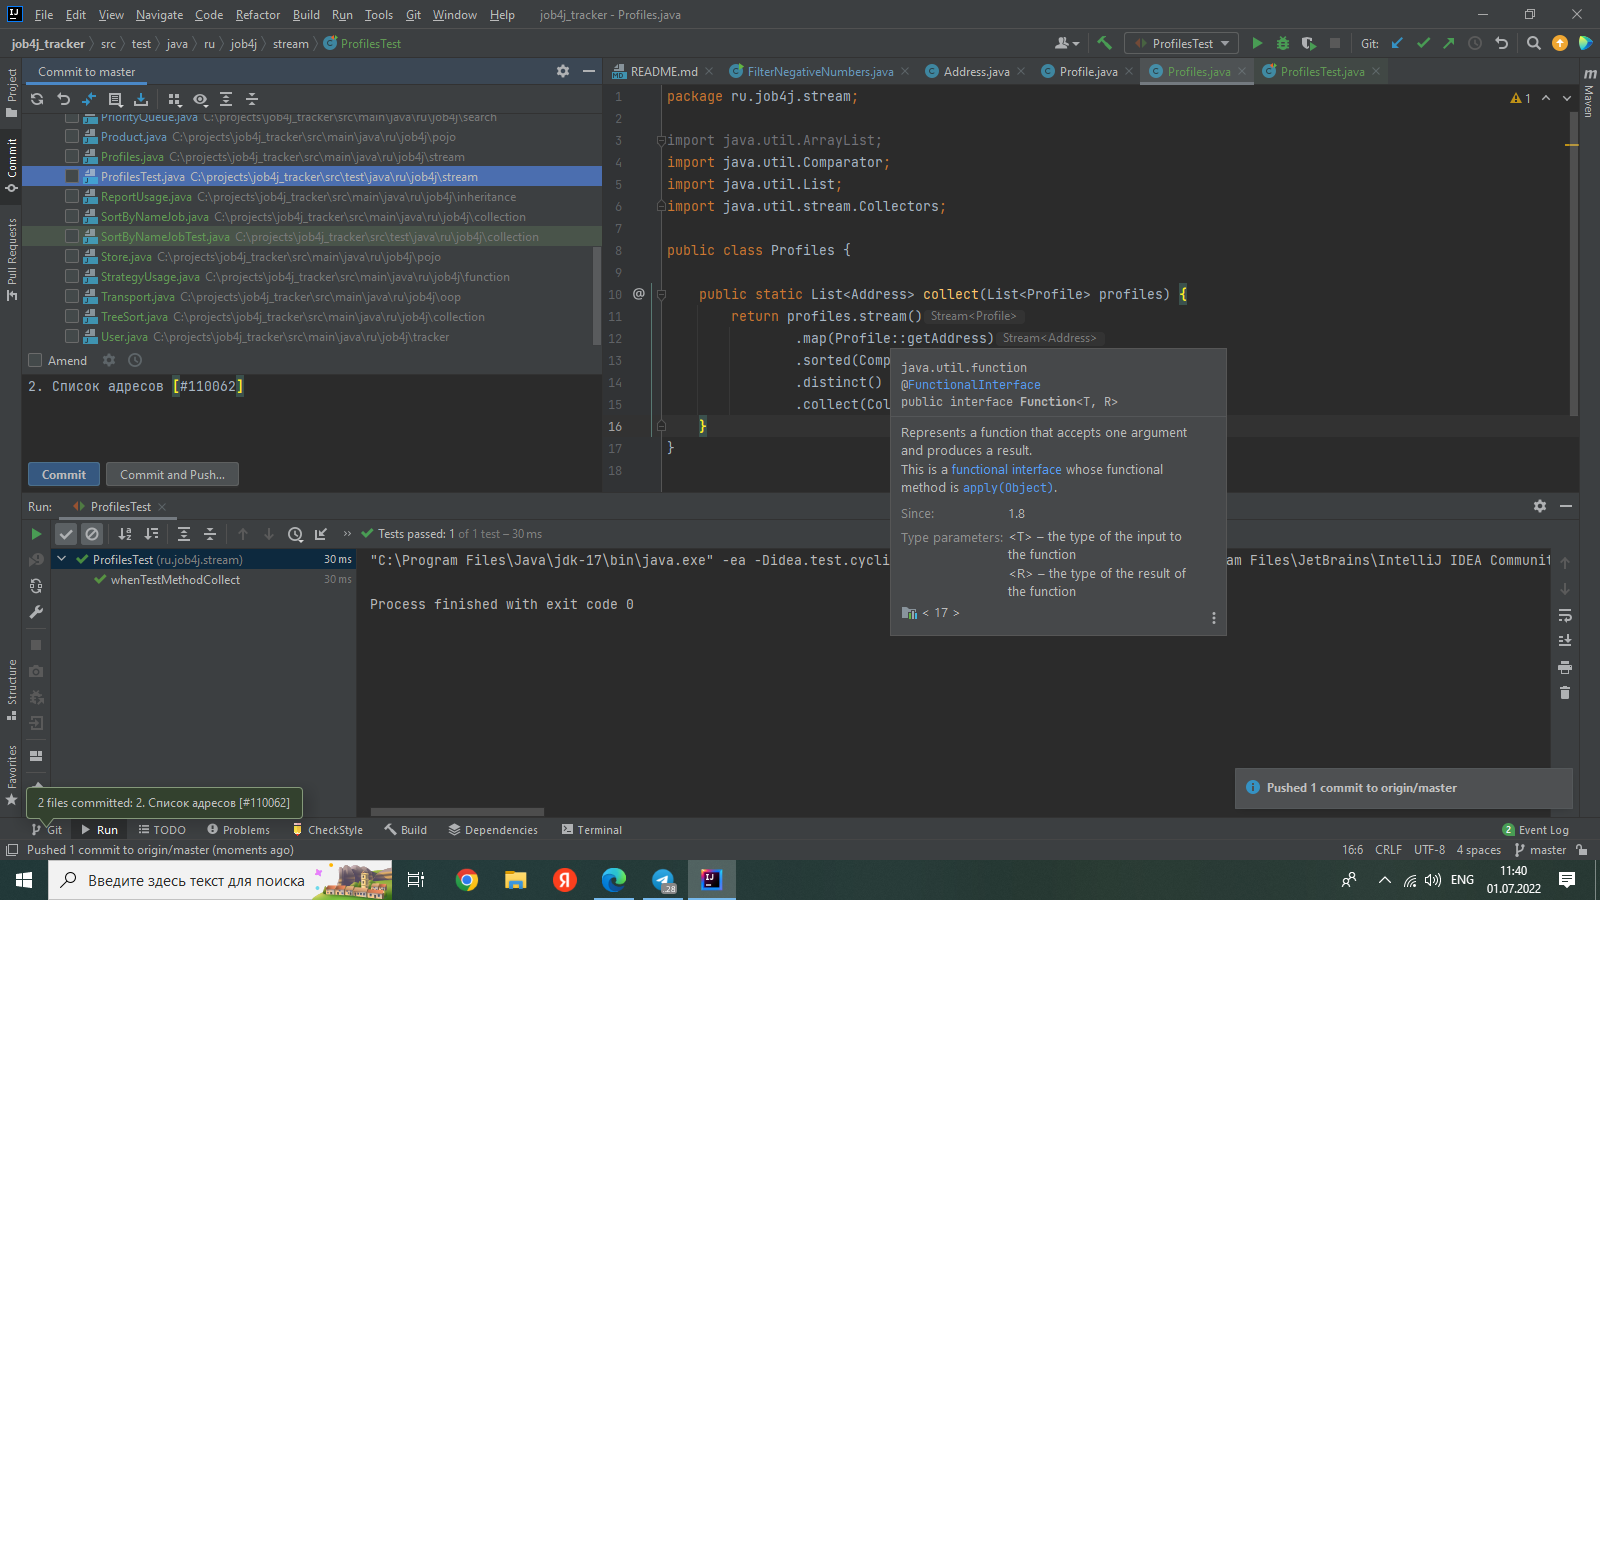 File Edit View Navigate Code Refactor Build Run Tools Git Window Help job4j_tracker - Profiles.java
job4j_tracker src test java ru job4j stream ProfilesTest
ProfilesTest
Git:
Project
Commit
Pull Requests
Structure
Favorites
Maven
Commit to master
PriorityQueue.java C:\projects\job4j_tracker\src\main\java\ru\job4j\search
Product.java C:\projects\job4j_tracker\src\main\java\ru\job4j\pojo
Profiles.java C:\projects\job4j_tracker\src\main\java\ru\job4j\stream
ProfilesTest.java C:\projects\job4j_tracker\src\test\java\ru\job4j\stream
ReportUsage.java C:\projects\job4j_tracker\src\main\java\ru\job4j\inheritance
SortByNameJob.java C:\projects\job4j_tracker\src\main\java\ru\job4j\collection
SortByNameJobTest.java C:\projects\job4j_tracker\src\test\java\ru\job4j\collection
Store.java C:\projects\job4j_tracker\src\main\java\ru\job4j\pojo
StrategyUsage.java C:\projects\job4j_tracker\src\main\java\ru\job4j\function
Transport.java C:\projects\job4j_tracker\src\main\java\ru\job4j\oop
TreeSort.java C:\projects\job4j_tracker\src\main\java\ru\job4j\collection
User.java C:\projects\job4j_tracker\src\main\java\ru\job4j\tracker
Amend
2. Список адресов [#110062]
Commit Commit and Push...
README.md FilterNegativeNumbers.java Address.java Profile.java Profiles.java ProfilesTest.java
1 package ru.job4j.stream;
1
2
3 import java.util.ArrayList;
4 import java.util.Comparator;
5 import java.util.List;
6 import java.util.stream.Collectors;
7
8 public class Profiles {
9
10 @ public static List<Address> collect(List<Profile> profiles) {
11 return profiles.stream() Stream<Profile>
12 .map(Profile::getAddress) Stream<Address>
13 .sorted(Comp
14 .distinct()
15 .collect(Col
16 }
17 }
18
java.util.function
@FunctionalInterface
public interface Function<T, R>
Represents a function that accepts one argument
and produces a result.
This is a functional interface whose functional
method is apply(Object).
Since: 1.8
Type parameters: <T> – the type of the input to
the function
<R> – the type of the result of
the function
< 17 >
Run: ProfilesTest
Tests passed: 1 of 1 test – 30 ms
ProfilesTest (ru.job4j.stream) 30 ms
whenTestMethodCollect 30 ms
"C:\Program Files\Java\jdk-17\bin\java.exe" -ea -Didea.test.cycli am Files\JetBrains\IntelliJ IDEA Communit
Process finished with exit code 0
Pushed 1 commit to origin/master
2 files committed: 2. Список адресов [#110062]
Git Run TODO Problems CheckStyle Build Dependencies Terminal 2 Event Log
Pushed 1 commit to origin/master (moments ago) 16:6 CRLF UTF-8 4 spaces master
Введите здесь текст для поиска
Я
28
IJ
ENG
11:40
01.07.2022